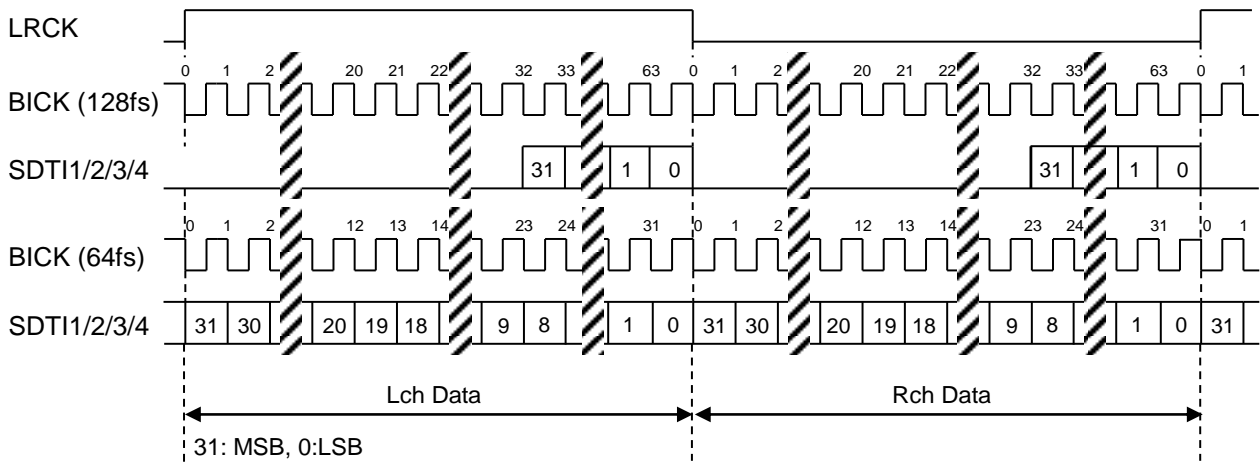 LRCK
0 1 2 20 21 22 32 33 63 0 1 2 20 21 22 32 33 63 0 1
BICK (128fs)
SDTI1/2/3/4 31 1 0 31 1 0
0 1 2 12 13 14 23 24 31 0 1 2 12 13 14 23 24 31 0 1
BICK (64fs)
SDTI1/2/3/4 31 30 20 19 18 9 8 1 0 31 30 20 19 18 9 8 1 0 31
Lch Data Rch Data
31: MSB, 0:LSB